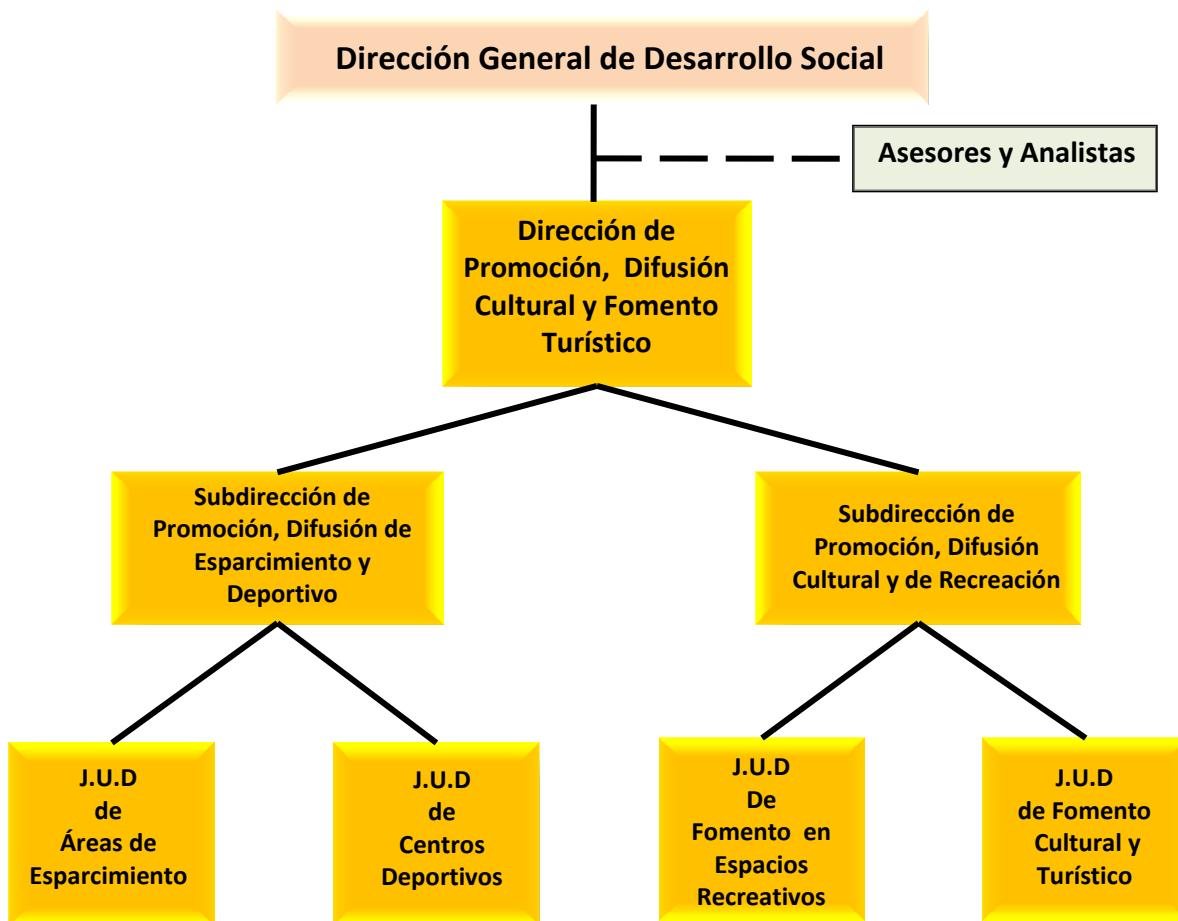 Dirección General de Desarrollo Social
Asesores y Analistas
Dirección de
Promoción, Difusión
Cultural y Fomento
Turístico
Subdirección de
Promoción, Difusión de
Esparcimiento y
Deportivo
Subdirección de
Promoción, Difusión
Cultural y de Recreación
J.U.D
de
Áreas de
Esparcimiento
J.U.D
de
Centros
Deportivos
J.U.D
De
Fomento en
Espacios
Recreativos
J.U.D
de Fomento
Cultural y
Turístico